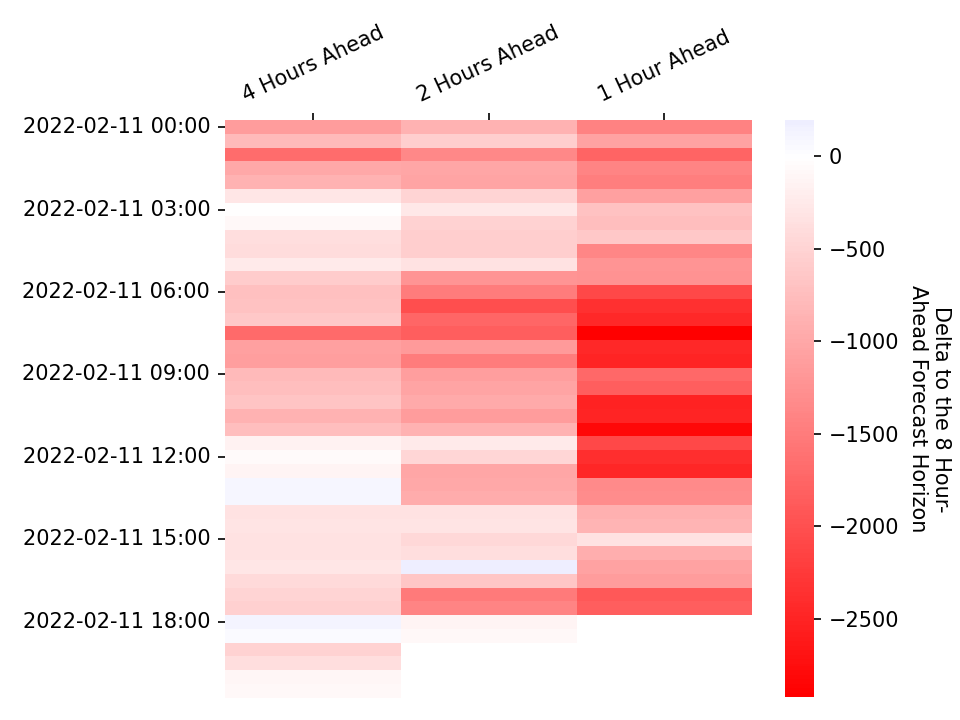 4 Hours Ahead
2 Hours Ahead
1 Hour Ahead
2022-02-11 00:00
2022-02-11 03:00
2022-02-11 06:00
2022-02-11 09:00
2022-02-11 12:00
2022-02-11 15:00
2022-02-11 18:00
0
−500
−1000
−1500
−2000
−2500
Delta to the 8 Hour-
Ahead Forecast Horizon